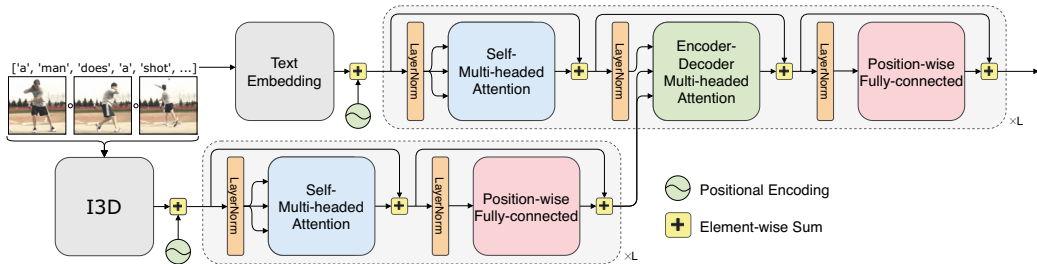 ['a', 'man', 'does', 'a', 'shot', ...]
Text
Embedding
LayerNorm
Self-
Multi-headed
Attention
LayerNorm
Encoder-
Decoder
Multi-headed
Attention
LayerNorm
Position-wise
Fully-connected
×L
I3D
LayerNorm
Self-
Multi-headed
Attention
LayerNorm
Position-wise
Fully-connected
×L
Positional Encoding
Element-wise Sum